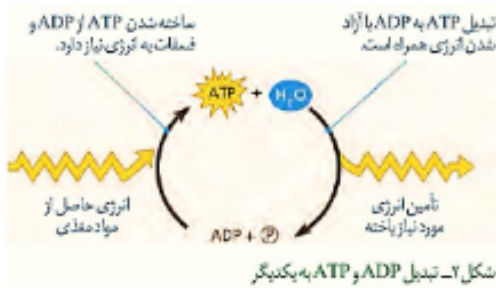 تبدیل ATP به ADP با آزاد
شدن انرژی همراه است.
ساخته شدن ATP از ADP و
فسفات به انرژی نیاز دارد.
ATP + H₂O
تأمین انرژی
مورد نیاز یاخته
انرژی حاصل از
مواد مغذی
ADP + P
شکل ۲ــ تبدیل ADP و ATP به یکدیگر